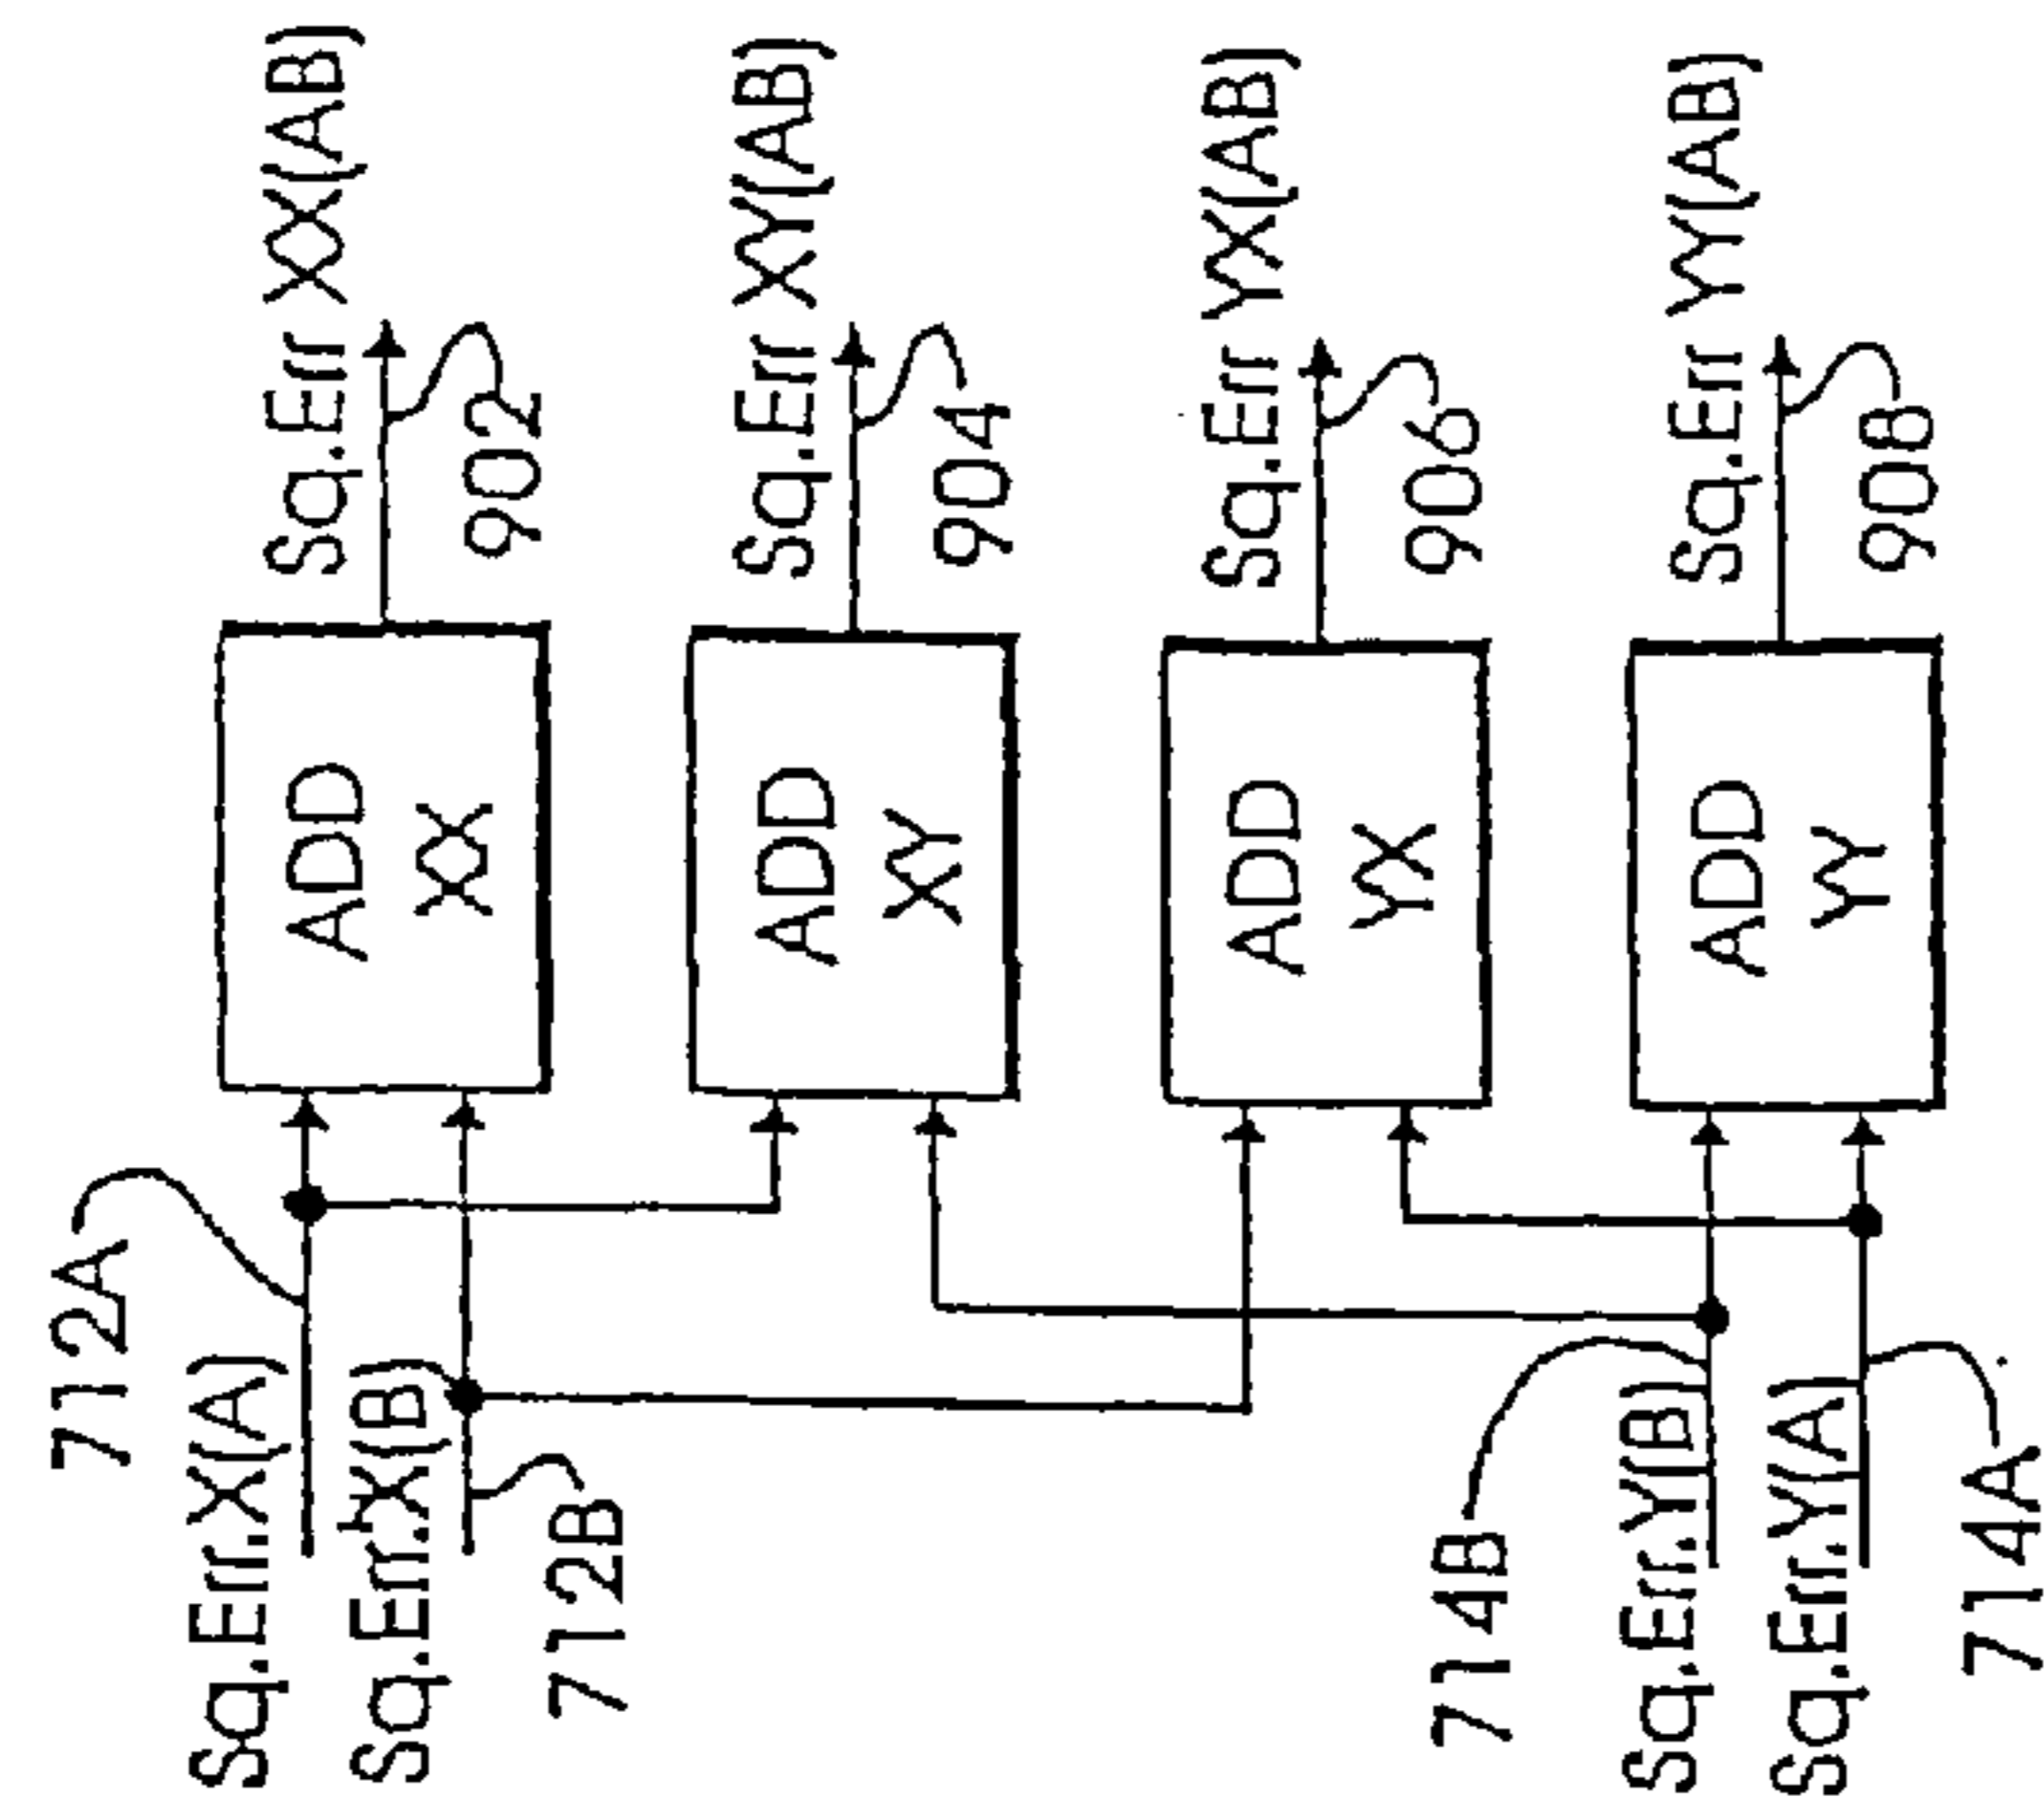 712A
Sq.Err.X(A)
Sq.Err.X(B)
712B
714B
Sq.Err.Y(B)
Sq.Err.Y(A)
714A
ADD
XX
ADD
XY
ADD
YX
ADD
YY
Sq.Err XX(AB)
902
Sq.Err XY(AB)
904
Sq.Err YX(AB)
906
Sq.Err YY(AB)
908